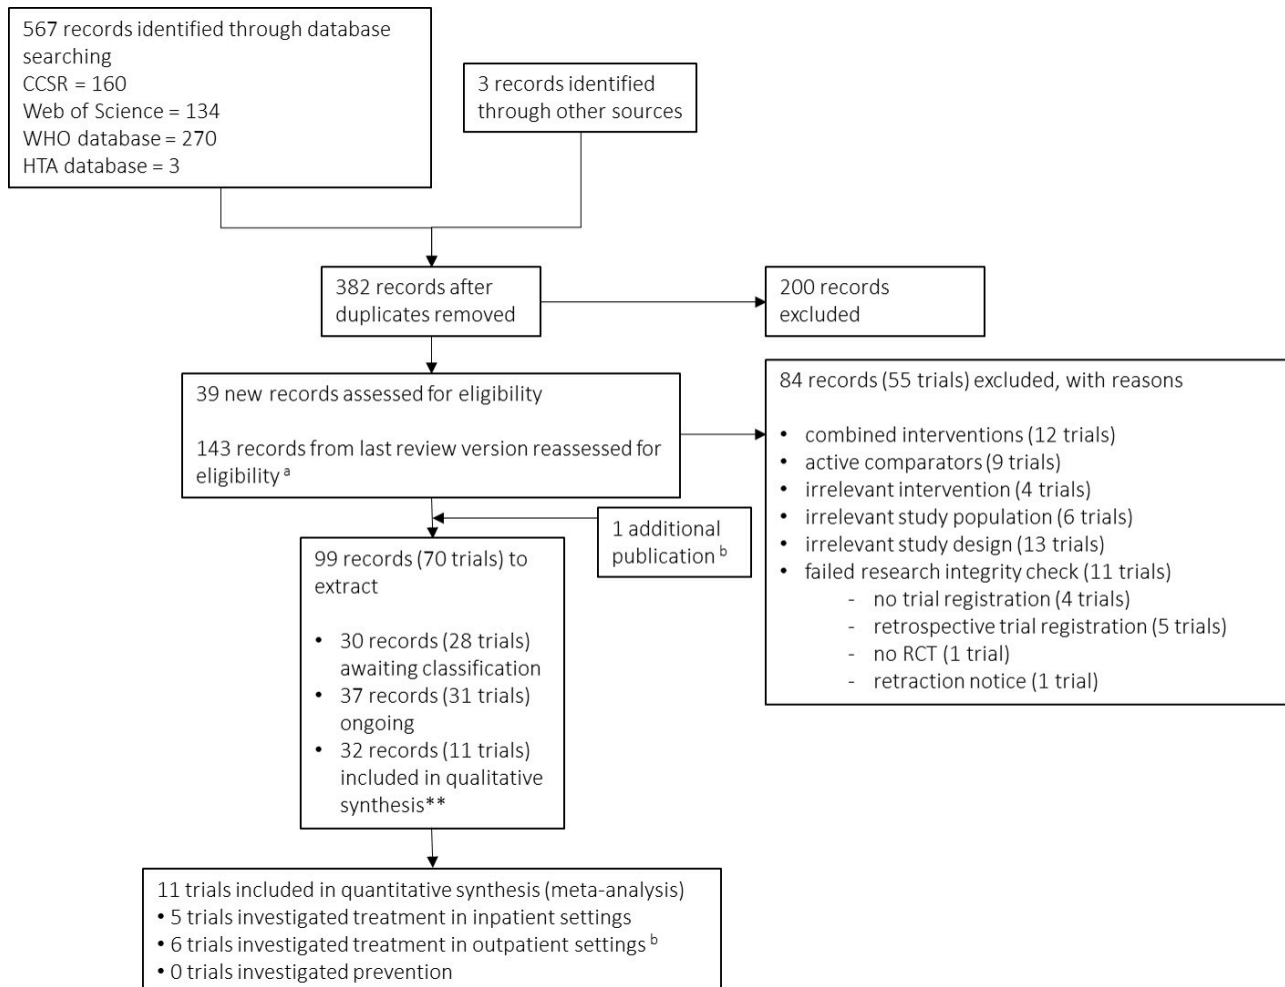 567 records identified through database
searching
CCSR = 160
Web of Science = 134
WHO database = 270
HTA database = 3
3 records identified
through other sources
382 records after
duplicates removed
200 records
excluded
39 new records assessed for eligibility
143 records from last review version reassessed for
eligibility a
84 records (55 trials) excluded, with reasons
• combined interventions (12 trials)
• active comparators (9 trials)
• irrelevant intervention (4 trials)
• irrelevant study population (6 trials)
• irrelevant study design (13 trials)
• failed research integrity check (11 trials)
- no trial registration (4 trials)
- retrospective trial registration (5 trials)
- no RCT (1 trial)
- retraction notice (1 trial)
1 additional
publication b
99 records (70 trials) to
extract
• 30 records (28 trials)
awaiting classification
• 37 records (31 trials)
ongoing
• 32 records (11 trials)
included in qualitative
synthesis**
11 trials included in quantitative synthesis (meta-analysis)
• 5 trials investigated treatment in inpatient settings
• 6 trials investigated treatment in outpatient settings b
• 0 trials investigated prevention